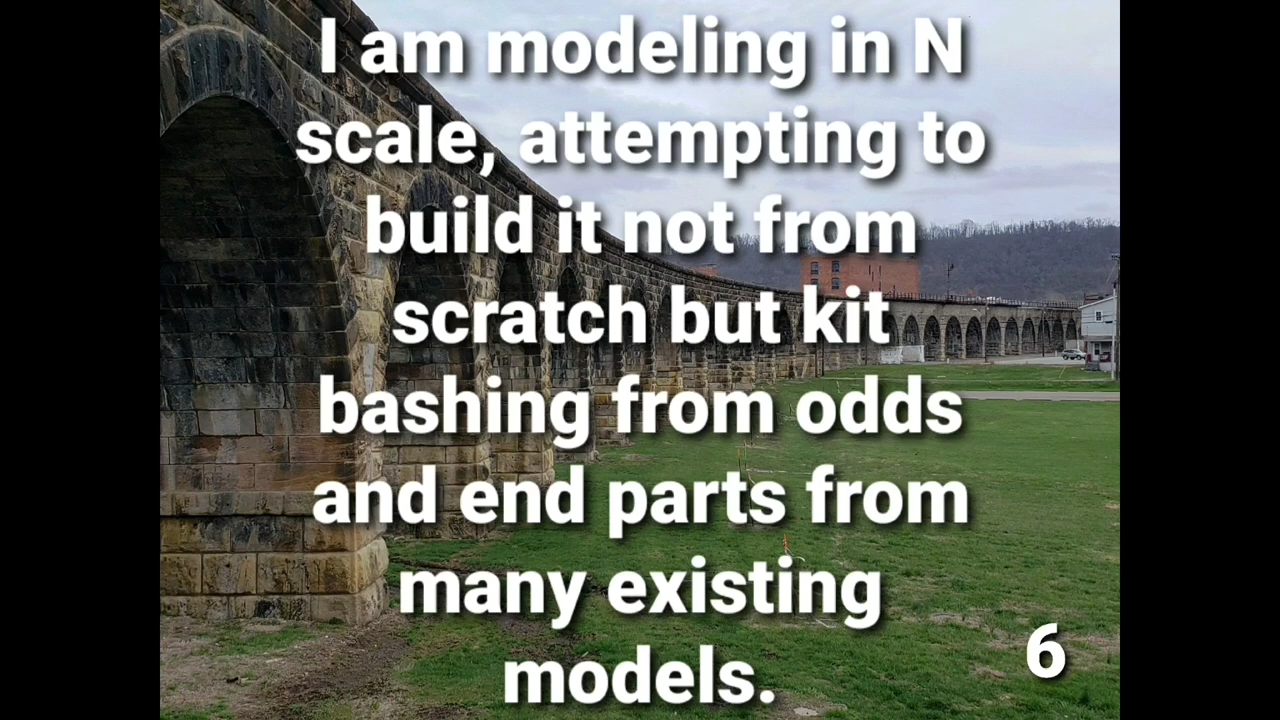 I am modeling in N
scale, attempting to
build it not from
scratch but kit
bashing from odds
and end parts from
many existing
models.
6